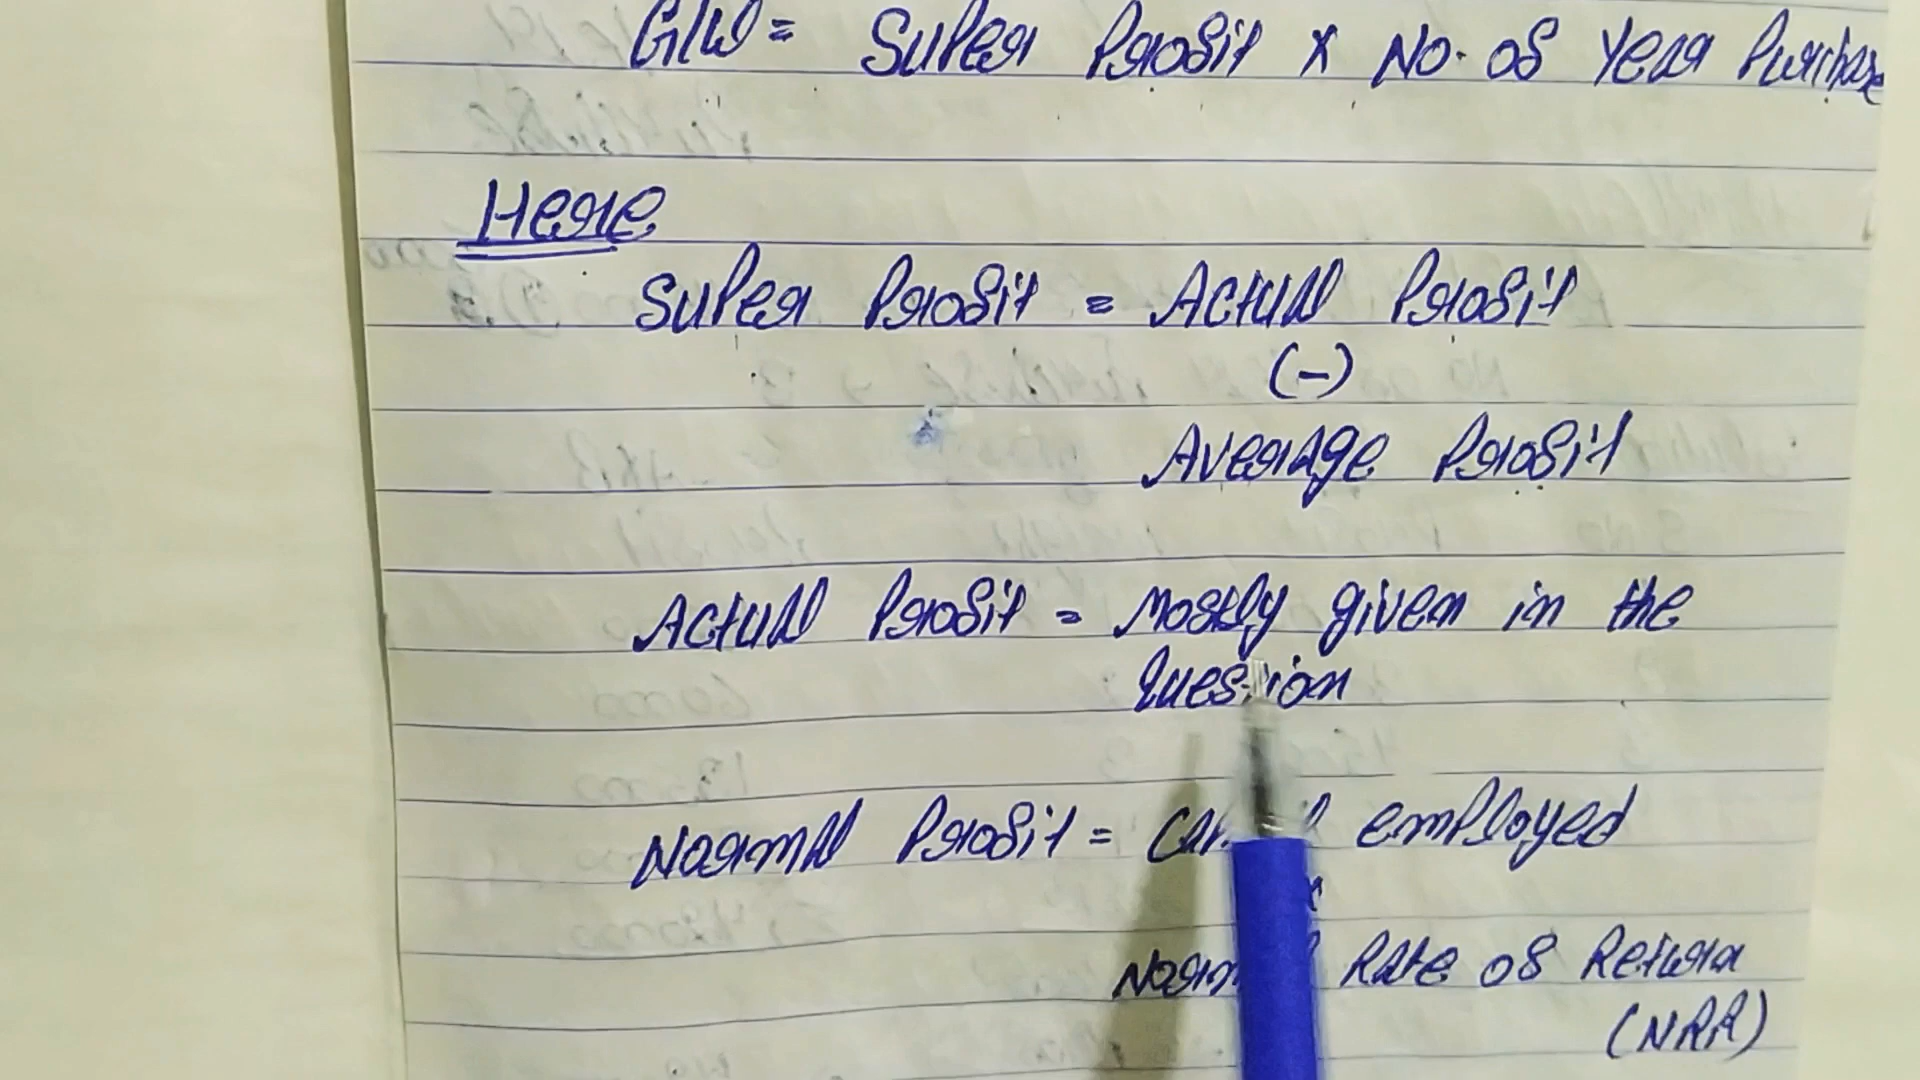 G/W = Super Profit x No. of Year Purchase
Here
Super Profit = Actual Profit
(-)
Average Profit
Actual Profit = mostly given in the
Question
Normal Profit = employed
x
Rate of Return
(NRR)